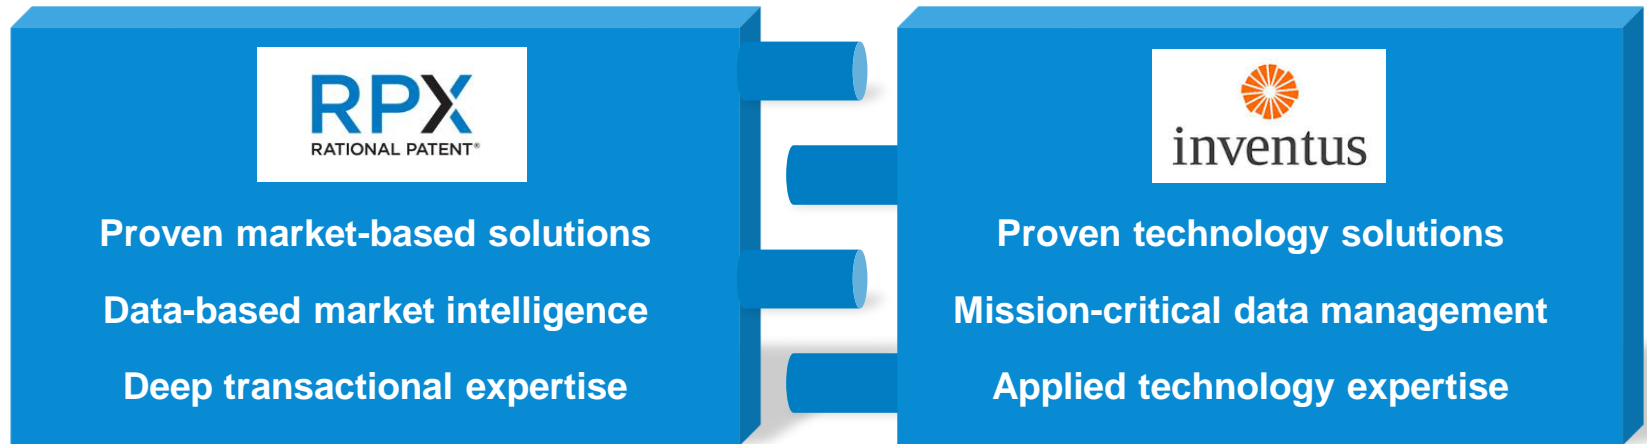 RPX
RATIONAL PATENT®
Proven market-based solutions
Data-based market intelligence
Deep transactional expertise
inventus
Proven technology solutions
Mission-critical data management
Applied technology expertise